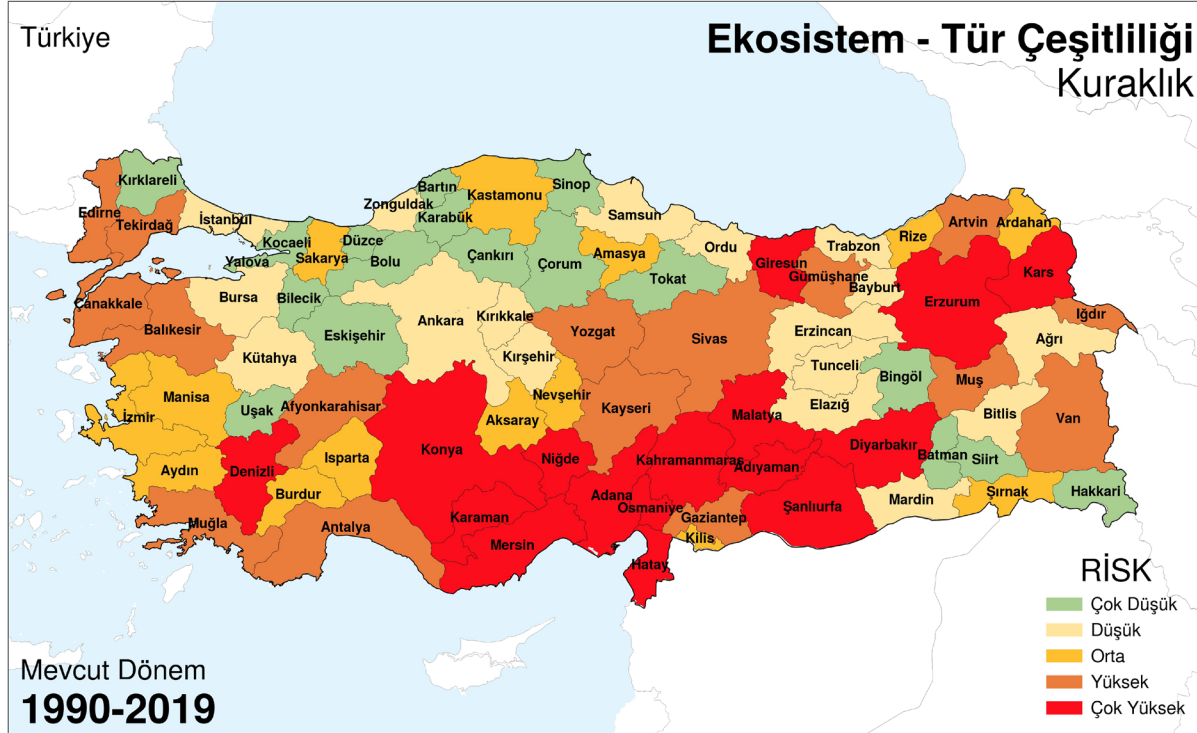 Türkiye
Ekosistem - Tür Çeşitliliği
Kuraklık
Kırklareli
Edirne
Tekirdağ
İstanbul
Kocaeli
Yalova
Sakarya
Düzce
Bolu
Zonguldak
Bartın
Karabük
Kastamonu
Sinop
Çankırı
Çorum
Samsun
Amasya
Tokat
Ordu
Giresun
Gümüşhane
Trabzon
Bayburt
Rize
Artvin
Ardahan
Kars
Erzurum
Iğdır
Ağrı
Çanakkale
Balıkesir
Bursa
Bilecik
Eskişehir
Kütahya
Ankara
Kırıkkale
Kırşehir
Yozgat
Sivas
Erzincan
Tunceli
Elazığ
Bingöl
Muş
Bitlis
Van
İzmir
Manisa
Uşak
Afyonkarahisar
Aksaray
Nevşehir
Kayseri
Malatya
Diyarbakır
Batman
Siirt
Hakkari
Şırnak
Mardin
Aydın
Denizli
Isparta
Burdur
Konya
Niğde
Kahramanmaraş
Adıyaman
Şanlıurfa
Muğla
Antalya
Karaman
Mersin
Adana
Osmaniye
Gaziantep
Kilis
Hatay
RİSK
Çok Düşük
Düşük
Orta
Yüksek
Çok Yüksek
Mevcut Dönem
1990-2019